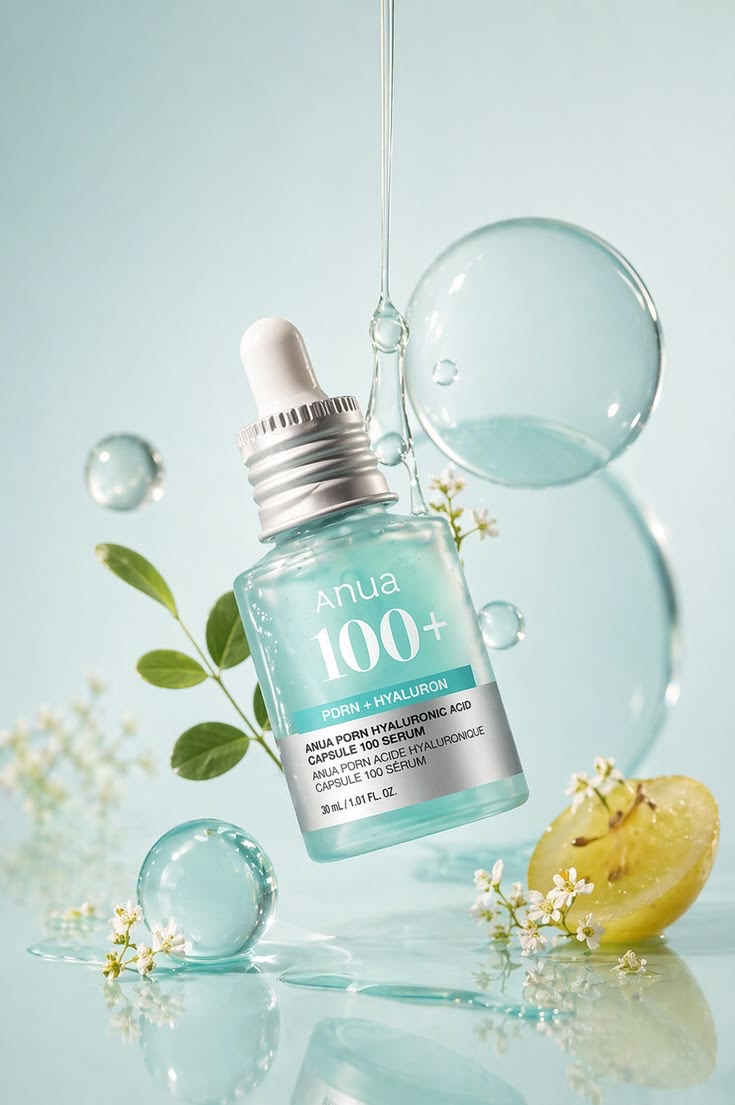 Anua
100+
PDRN + HYALURON
ANUA PORN HYALURONIC ACID
CAPSULE 100 SERUM
ANUA PDRN ACIDE HYALURONIQUE
CAPSULE 100 SÉRUM
30 mL / 1.01 FL. OZ.